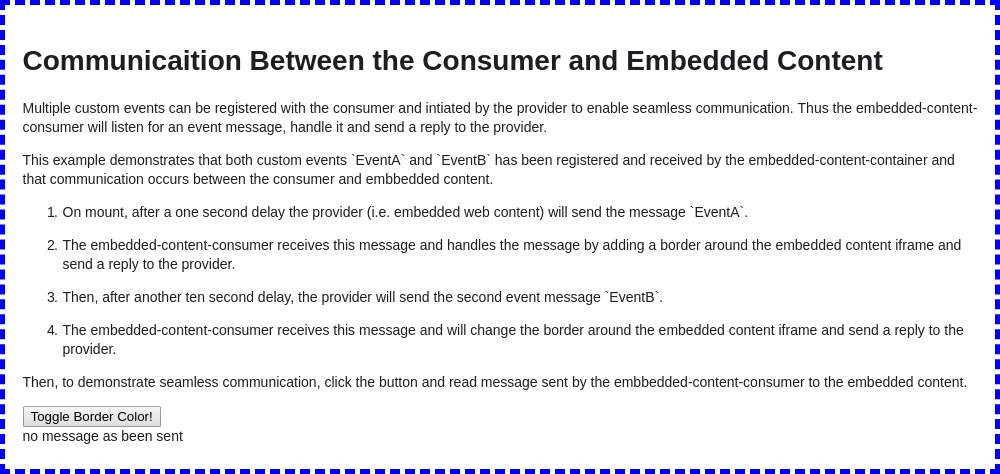 Communicaition Between the Consumer and Embedded Content
Multiple custom events can be registered with the consumer and intiated by the provider to enable seamless communication. Thus the embedded-content-
consumer will listen for an event message, handle it and send a reply to the provider.
This example demonstrates that both custom events `EventA` and `EventB` has been registered and received by the embedded-content-container and
that communication occurs between the consumer and embbedded content.
1. On mount, after a one second delay the provider (i.e. embedded web content) will send the message `EventA`.
2. The embedded-content-consumer receives this message and handles the message by adding a border around the embedded content iframe and
send a reply to the provider.
3. Then, after another ten second delay, the provider will send the second event message `EventB`.
4. The embedded-content-consumer receives this message and will change the border around the embedded content iframe and send a reply to the
provider.
Then, to demonstrate seamless communication, click the button and read message sent by the embbedded-content-consumer to the embedded content.
Toggle Border Color!
no message as been sent